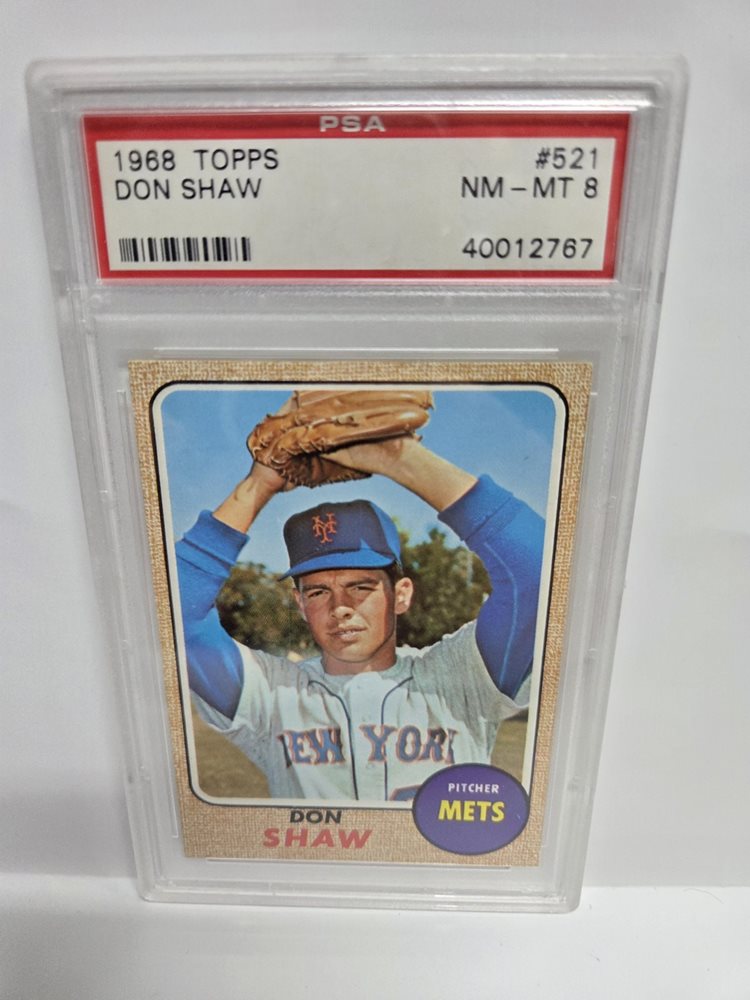 PSA
1968 TOPPS #521
DON SHAW NM-MT 8
40012767
NY
NEW YORK
PITCHER
METS
DON
SHAW